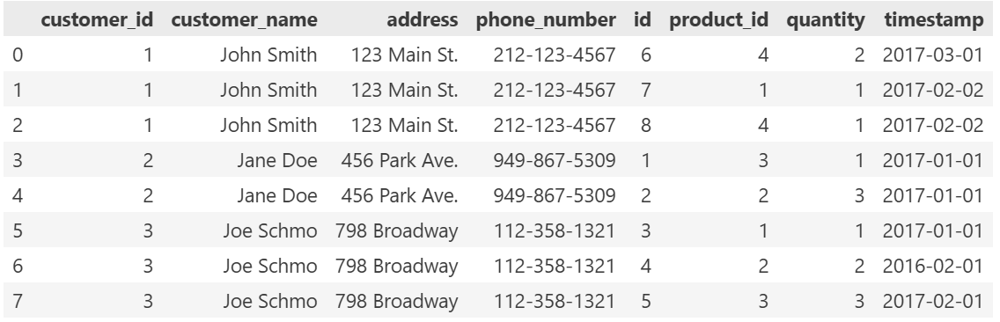 customer_id customer_name address phone_number id product_id quantity timestamp
0 1 John Smith 123 Main St. 212-123-4567 6 4 2 2017-03-01
1 1 John Smith 123 Main St. 212-123-4567 7 1 1 2017-02-02
2 1 John Smith 123 Main St. 212-123-4567 8 4 1 2017-02-02
3 2 Jane Doe 456 Park Ave. 949-867-5309 1 3 1 2017-01-01
4 2 Jane Doe 456 Park Ave. 949-867-5309 2 2 3 2017-01-01
5 3 Joe Schmo 798 Broadway 112-358-1321 3 1 1 2017-01-01
6 3 Joe Schmo 798 Broadway 112-358-1321 4 2 2 2016-02-01
7 3 Joe Schmo 798 Broadway 112-358-1321 5 3 3 2017-02-01